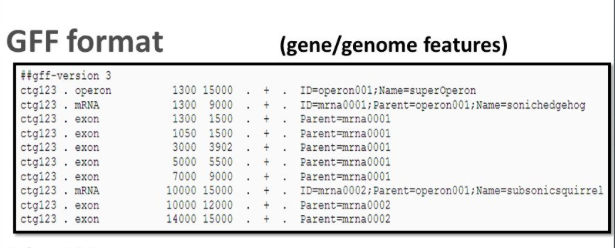 GFF format (gene/genome features)
##gff-version 3
ctg123 . operon 1300 15000 . + . ID=operon001;Name=superOperon
ctg123 . mRNA 1300 9000 . + . ID=mrna0001;Parent=operon001;Name=sonichedgehog
ctg123 . exon 1300 1500 . + . Parent=mrna0001
ctg123 . exon 1050 1500 . + . Parent=mrna0001
ctg123 . exon 3000 3902 . + . Parent=mrna0001
ctg123 . exon 5000 5500 . + . Parent=mrna0001
ctg123 . exon 7000 9000 . + . Parent=mrna0001
ctg123 . mRNA 10000 15000 . + . ID=mrna0002;Parent=operon001;Name=subsonicsquirrel
ctg123 . exon 10000 12000 . + . Parent=mrna0002
ctg123 . exon 14000 15000 . + . Parent=mrna0002